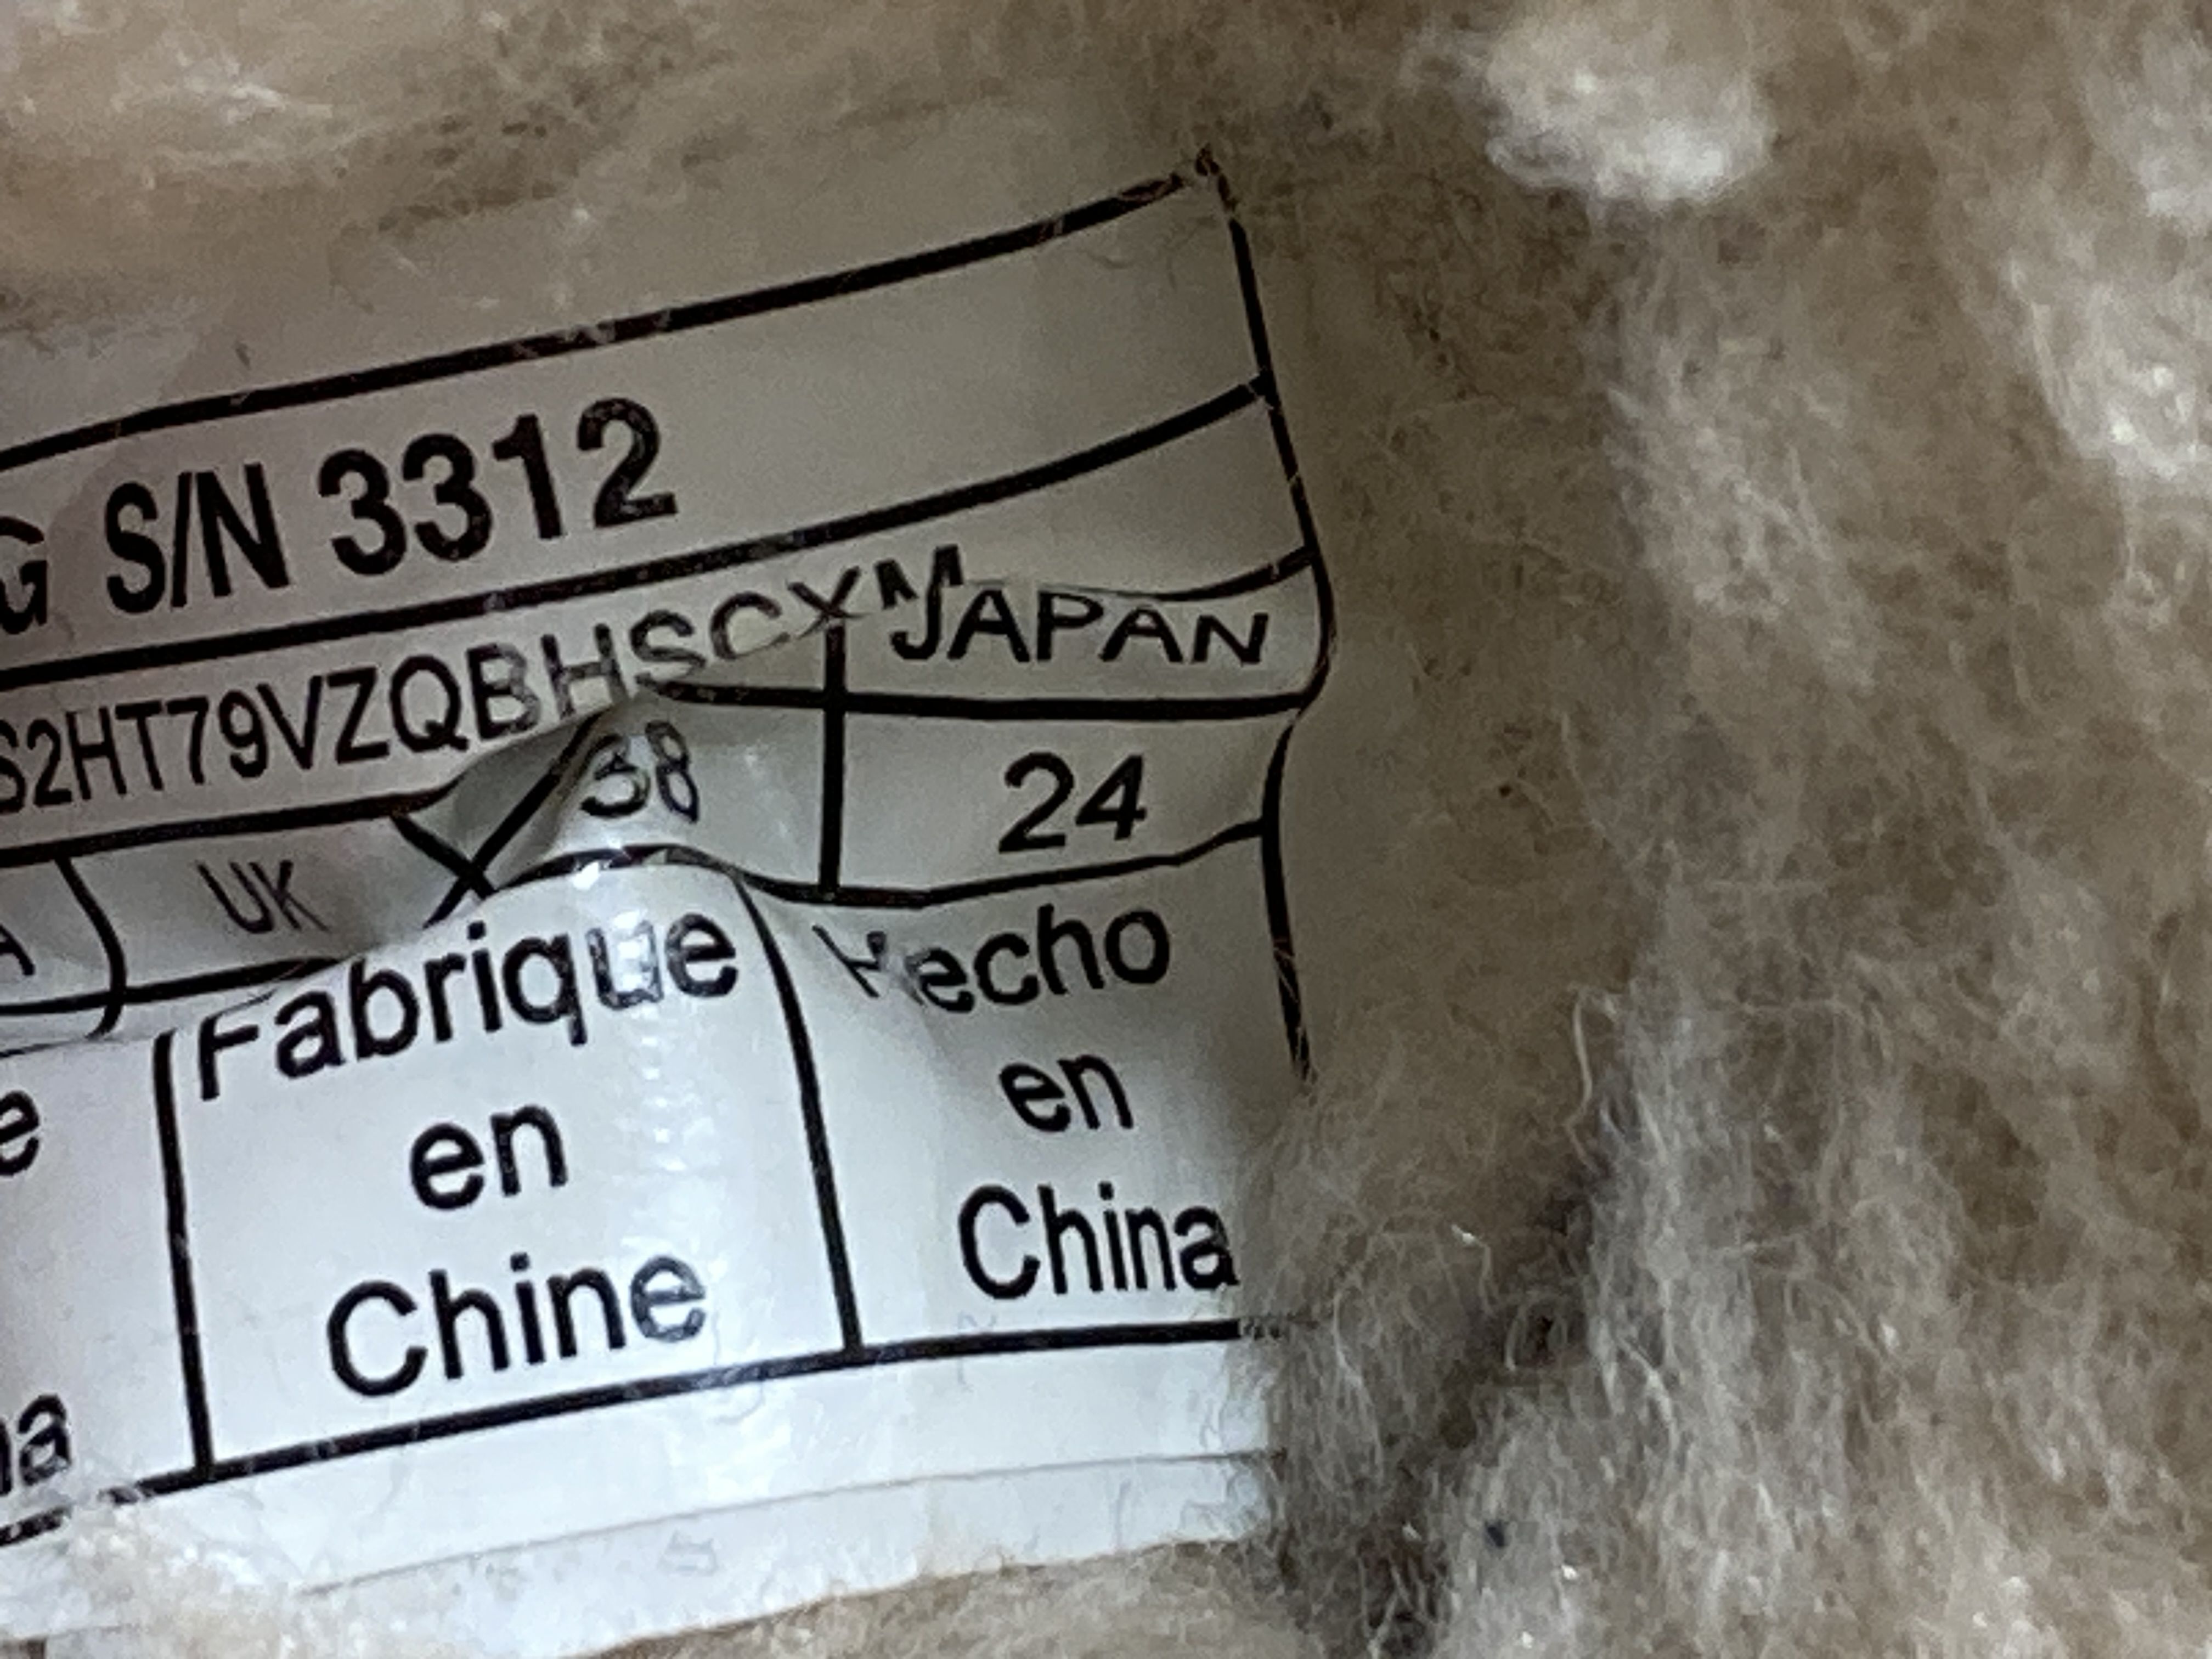 G S/N 3312
S2HT79VZQBHSCXM
UK JAPAN
38 24
Fabrique
en
Chine
Hecho
en
China